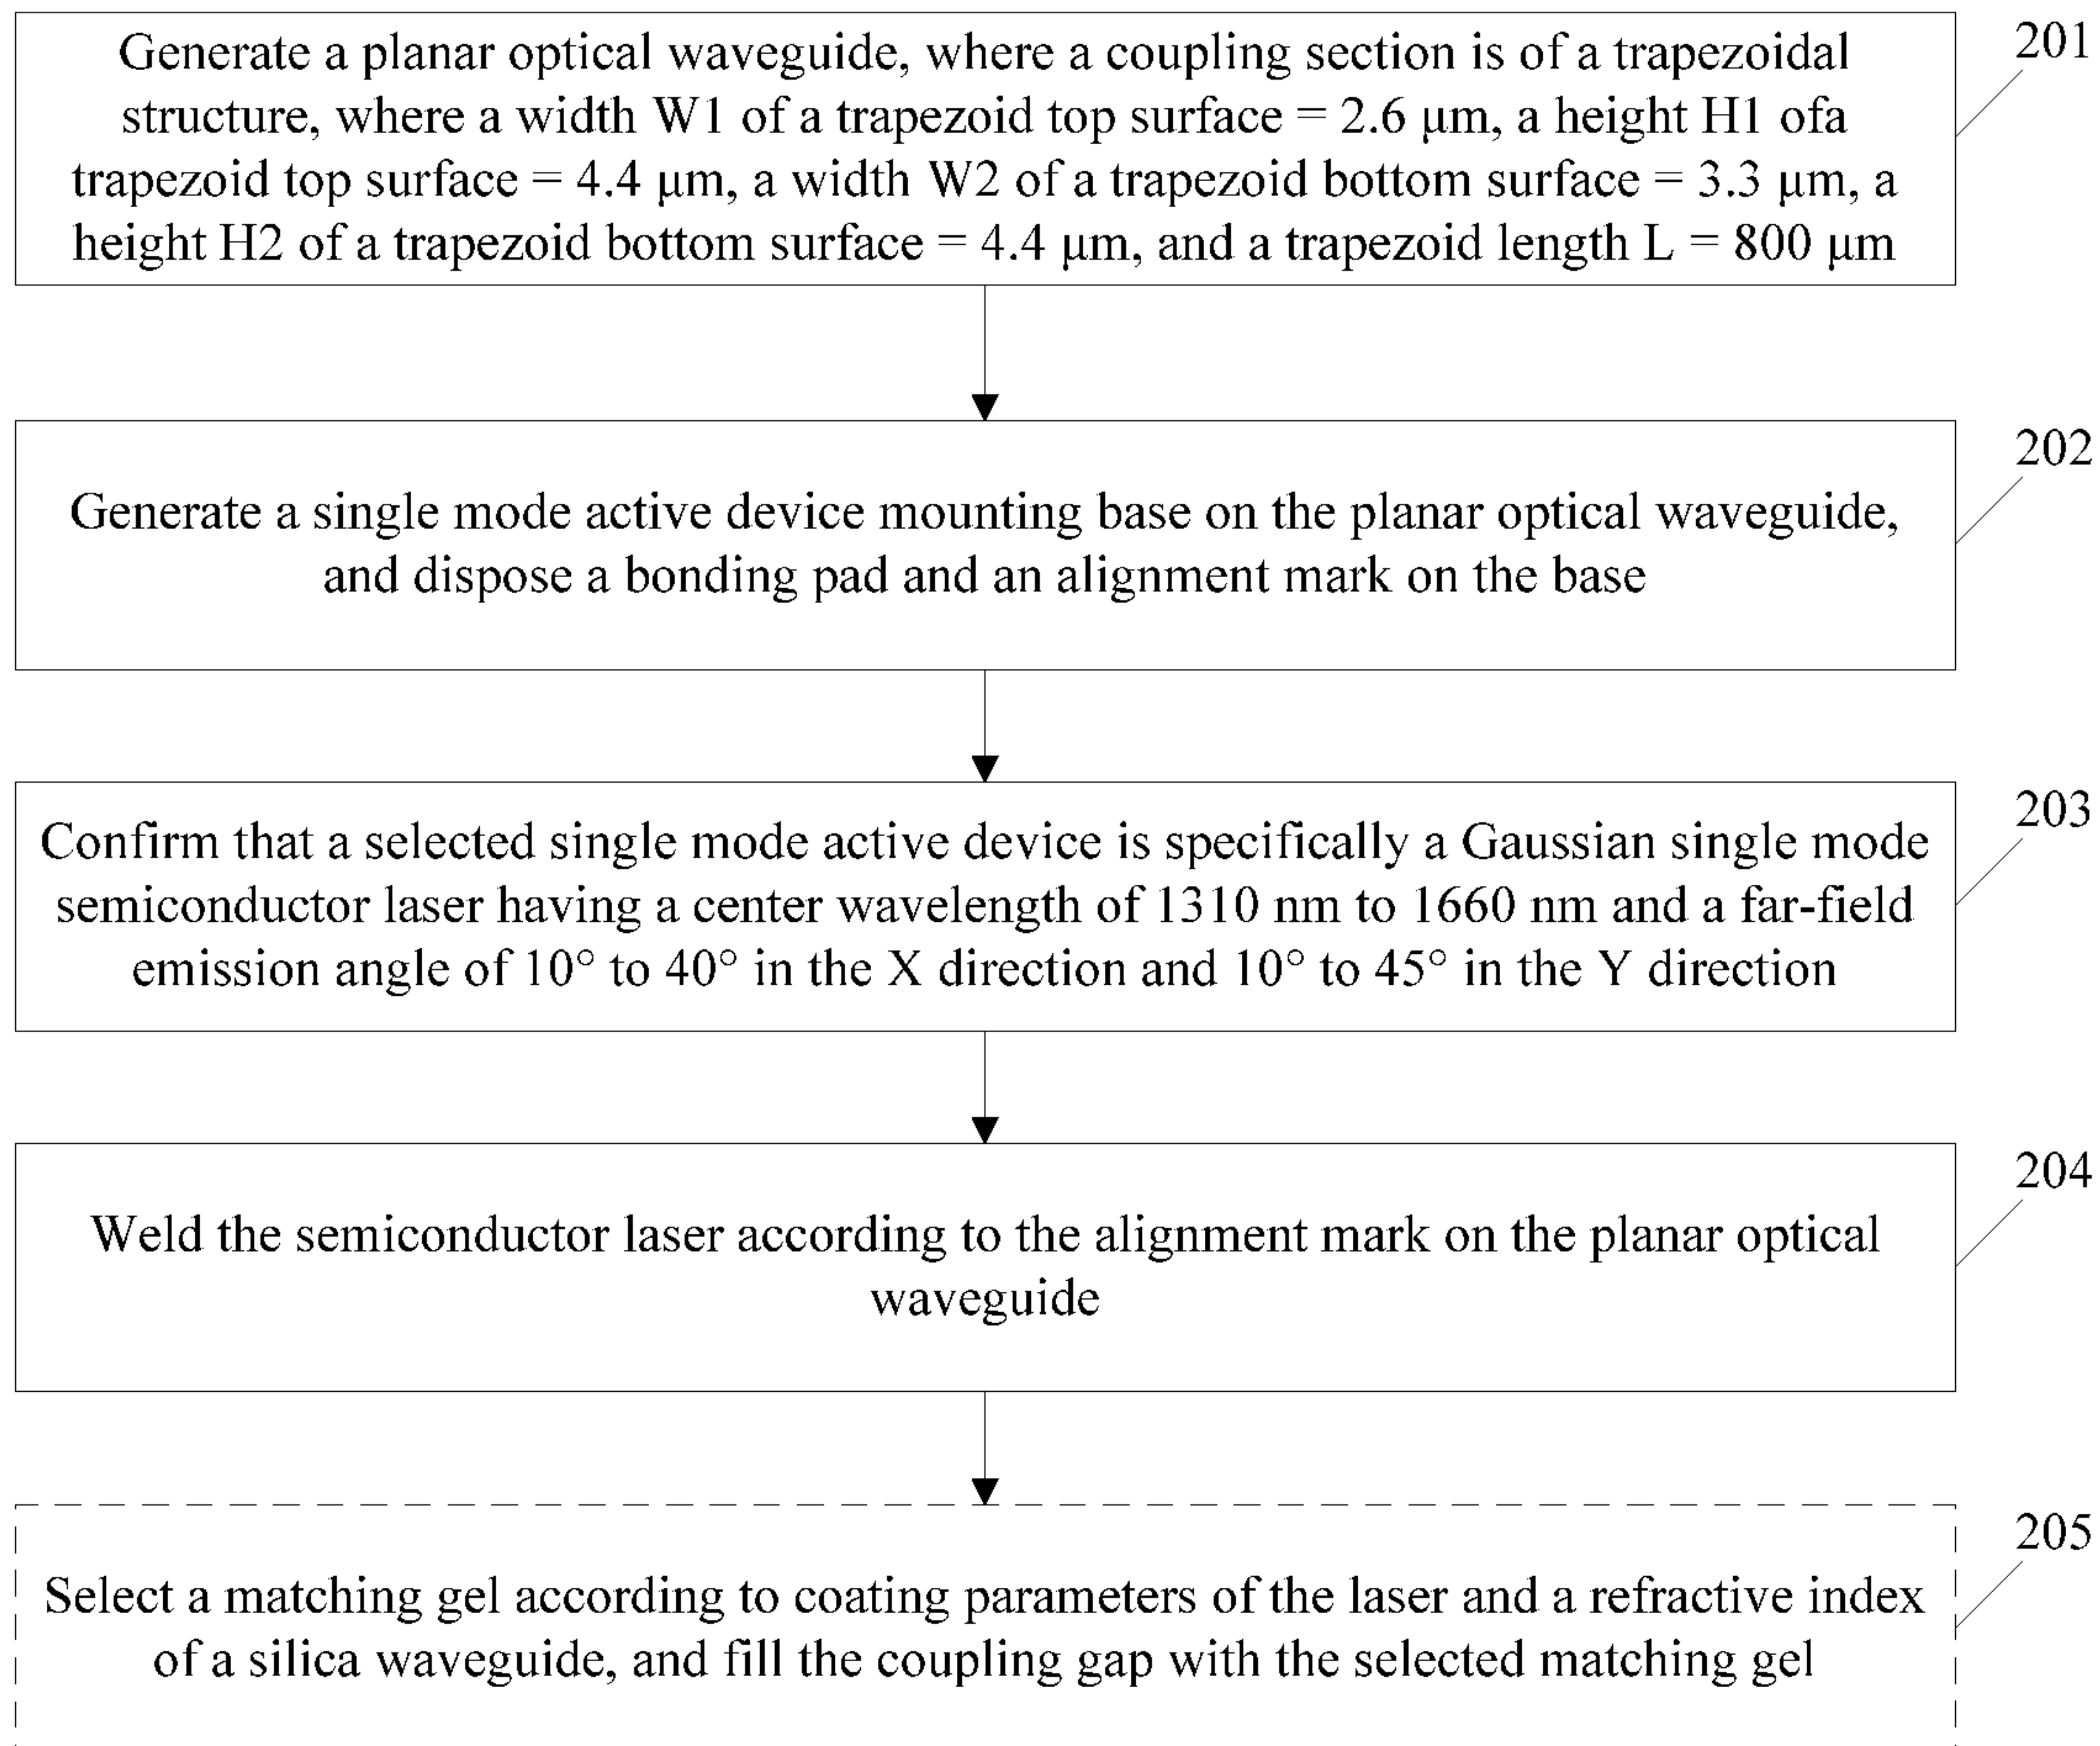 Generate a planar optical waveguide, where a coupling section is of a trapezoidal
structure, where a width W1 of a trapezoid top surface = 2.6 μm, a height H1 ofa
trapezoid top surface = 4.4 μm, a width W2 of a trapezoid bottom surface = 3.3 μm, a
height H2 of a trapezoid bottom surface = 4.4 μm, and a trapezoid length L = 800 μm
201
Generate a single mode active device mounting base on the planar optical waveguide,
and dispose a bonding pad and an alignment mark on the base
202
Confirm that a selected single mode active device is specifically a Gaussian single mode
semiconductor laser having a center wavelength of 1310 nm to 1660 nm and a far-field
emission angle of 10° to 40° in the X direction and 10° to 45° in the Y direction
203
Weld the semiconductor laser according to the alignment mark on the planar optical
waveguide
204
Select a matching gel according to coating parameters of the laser and a refractive index
of a silica waveguide, and fill the coupling gap with the selected matching gel
205